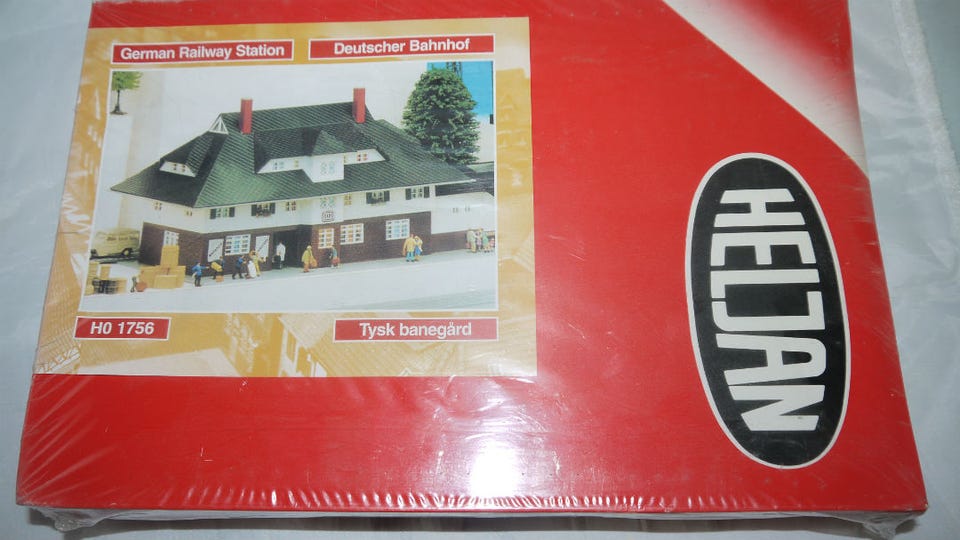 German Railway Station
Deutscher Bahnhof
H0 1756
Tysk banegård
HELJAN